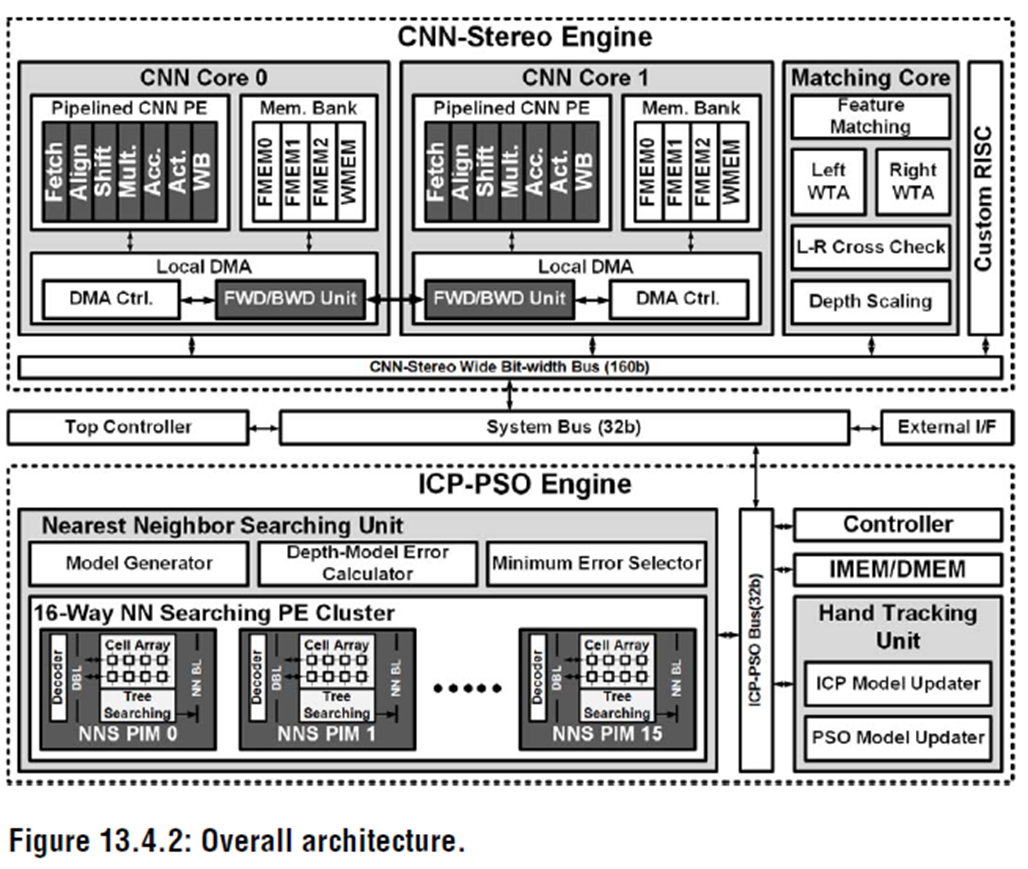 CNN-Stereo Engine
CNN Core 0
Pipelined CNN PE
Fetch
Align
Shift
Mult.
Acc.
Act.
WB
Mem. Bank
FMEM0
FMEM1
FMEM2
WMEM
Local DMA
DMA Ctrl.
FWD/BWD Unit
CNN Core 1
Pipelined CNN PE
Fetch
Align
Shift
Mult.
Acc.
Act.
WB
Mem. Bank
FMEM0
FMEM1
FMEM2
WMEM
Local DMA
FWD/BWD Unit
DMA Ctrl.
Matching Core
Feature
Matching
Left
WTA
Right
WTA
L-R Cross Check
Depth Scaling
Custom RISC
CNN-Stereo Wide Bit-width Bus (160b)
Top Controller
System Bus (32b)
External I/F
ICP-PSO Engine
Nearest Neighbor Searching Unit
Model Generator
Depth-Model Error
Calculator
Minimum Error Selector
16-Way NN Searching PE Cluster
Decoder
DBL
Cell Array
Tree
Searching
NN BL
NNS PIM 0
Decoder
DBL
Cell Array
Tree
Searching
NN BL
NNS PIM 1
Decoder
DBL
Cell Array
Tree
Searching
NN BL
NNS PIM 15
ICP-PSO Bus(32b)
Controller
IMEM/DMEM
Hand Tracking
Unit
ICP Model Updater
PSO Model Updater
Figure 13.4.2: Overall architecture.